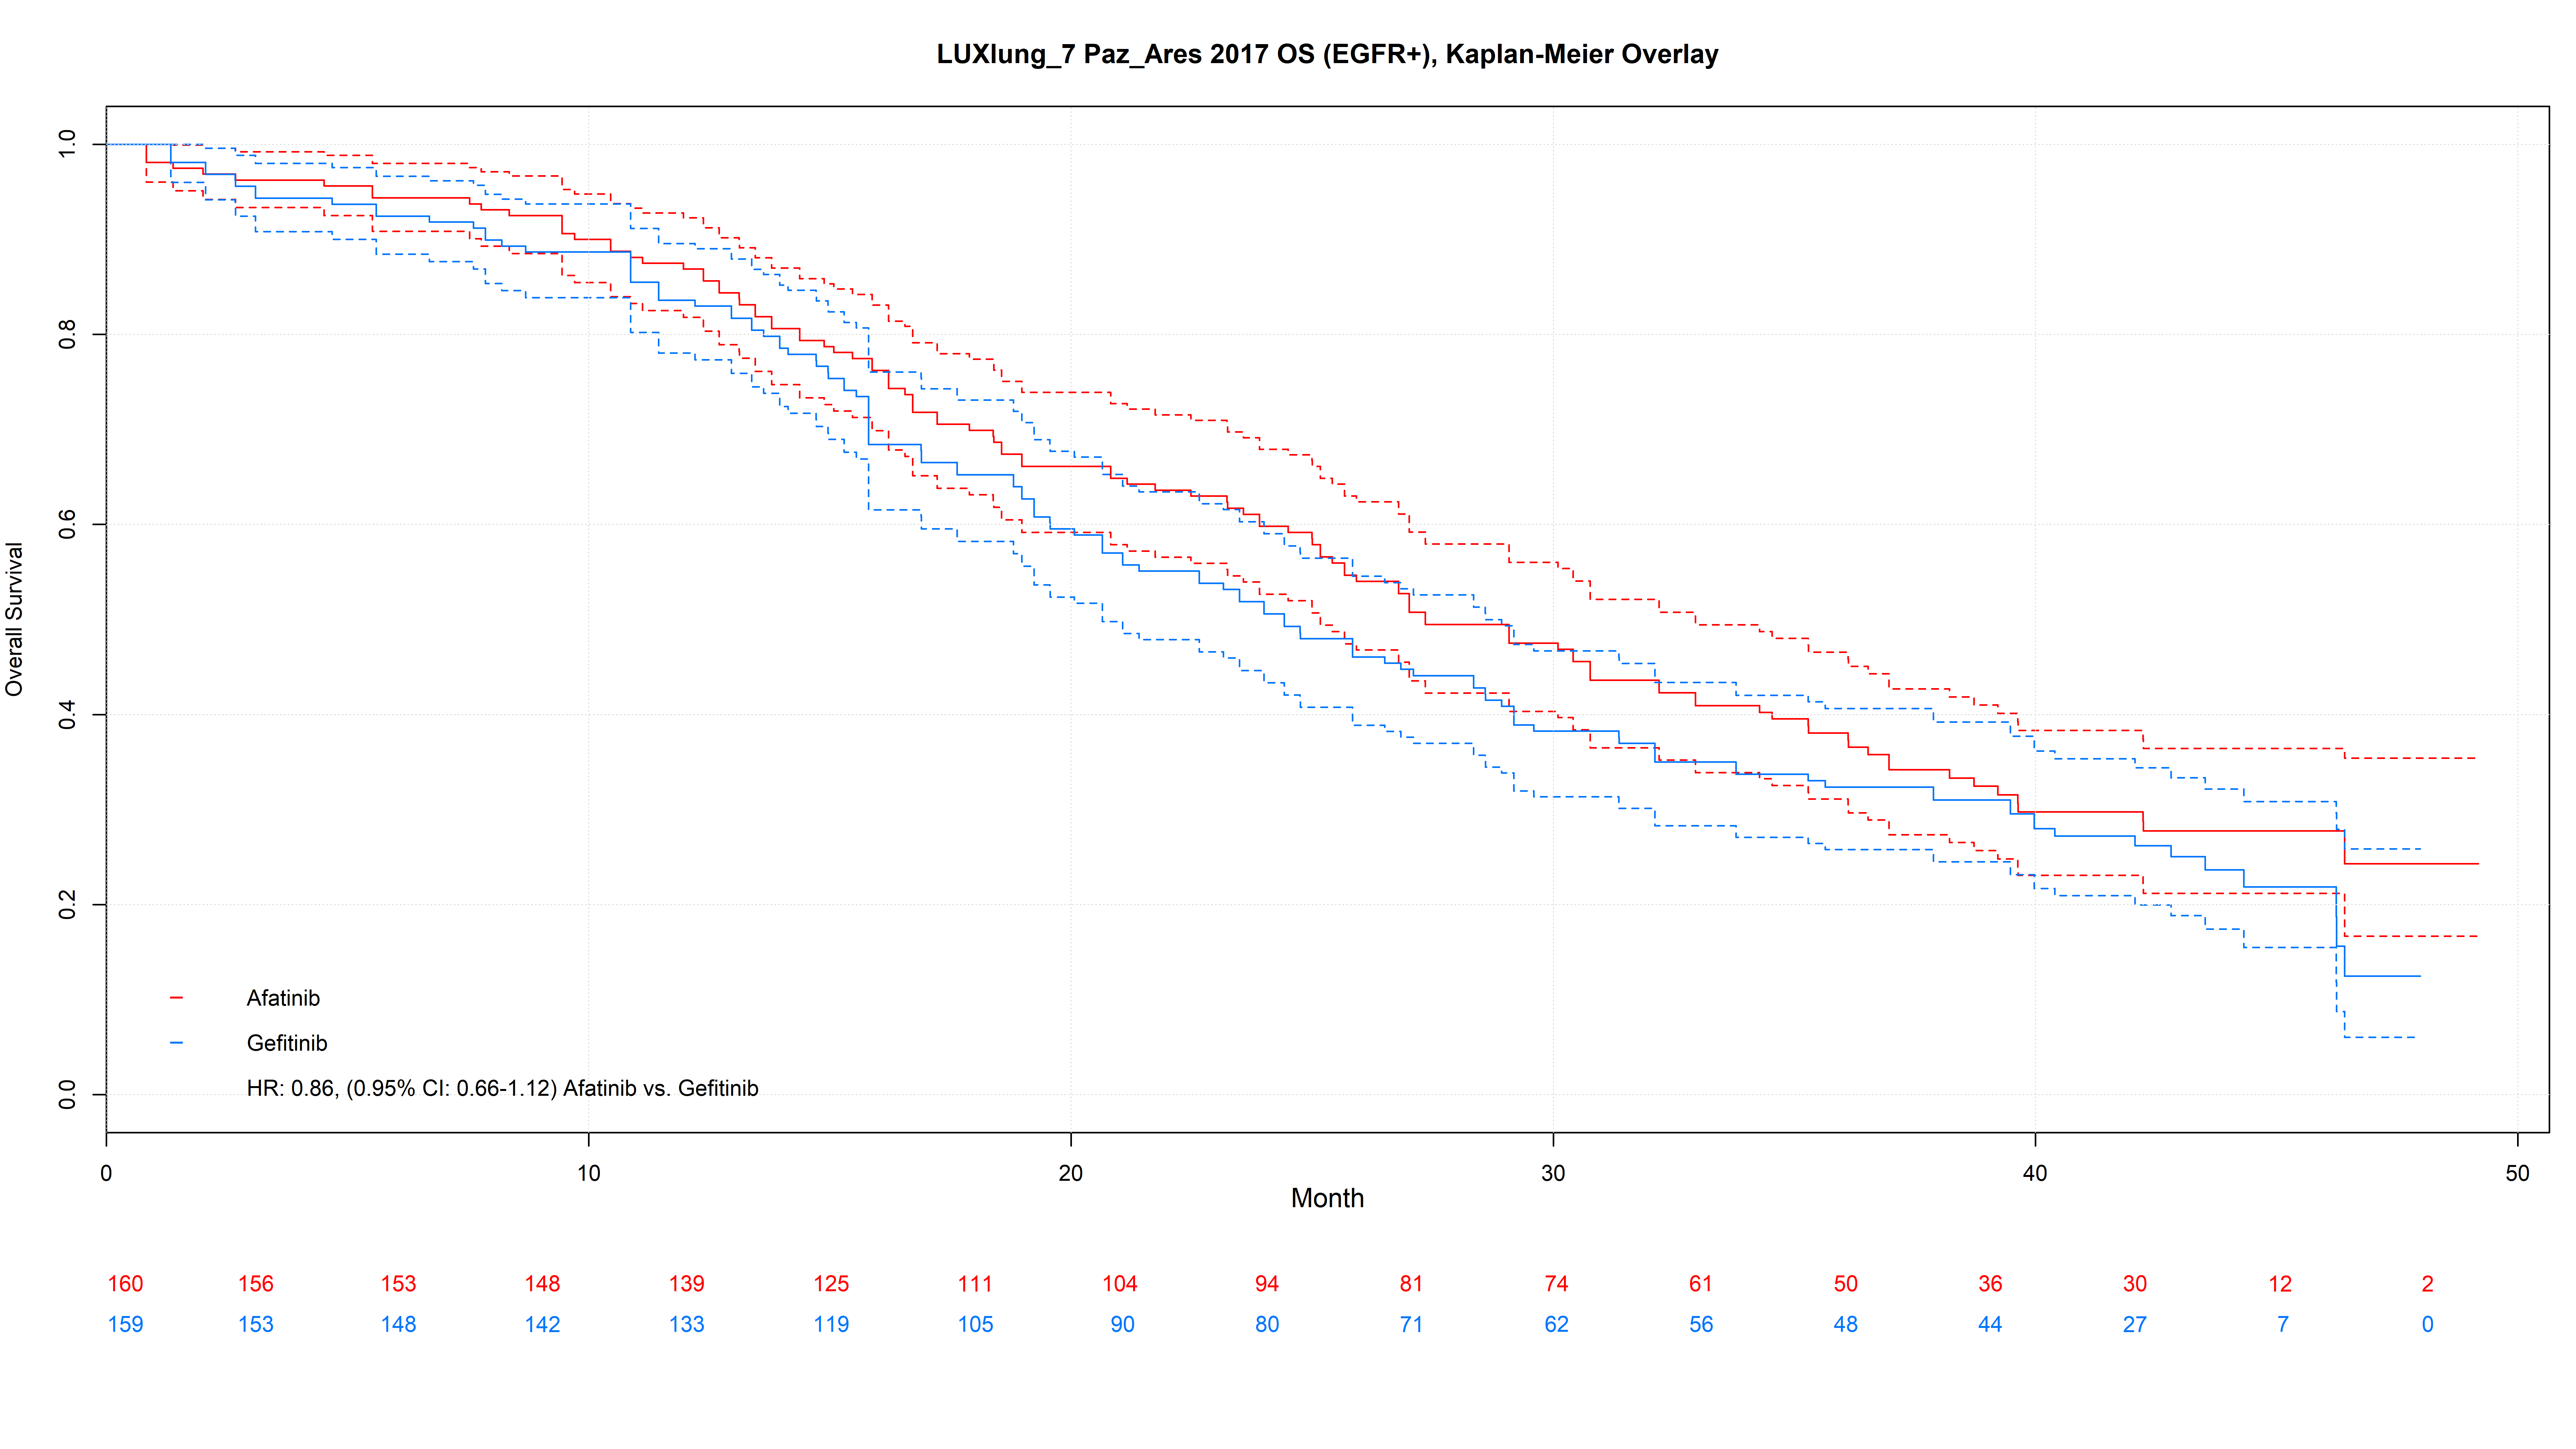 LUXlung_7 Paz_Ares 2017 OS (EGFR+), Kaplan-Meier Overlay
Overall Survival
1.0
0.8
0.6
0.4
0.2
0.0
Afatinib
Gefitinib
HR: 0.86, (0.95% CI: 0.66-1.12) Afatinib vs. Gefitinib
0 10 20 30 40 50
Month
160 156 153 148 139 125 111 104 94 81 74 61 50 36 30 12 2
159 153 148 142 133 119 105 90 80 71 62 56 48 44 27 7 0